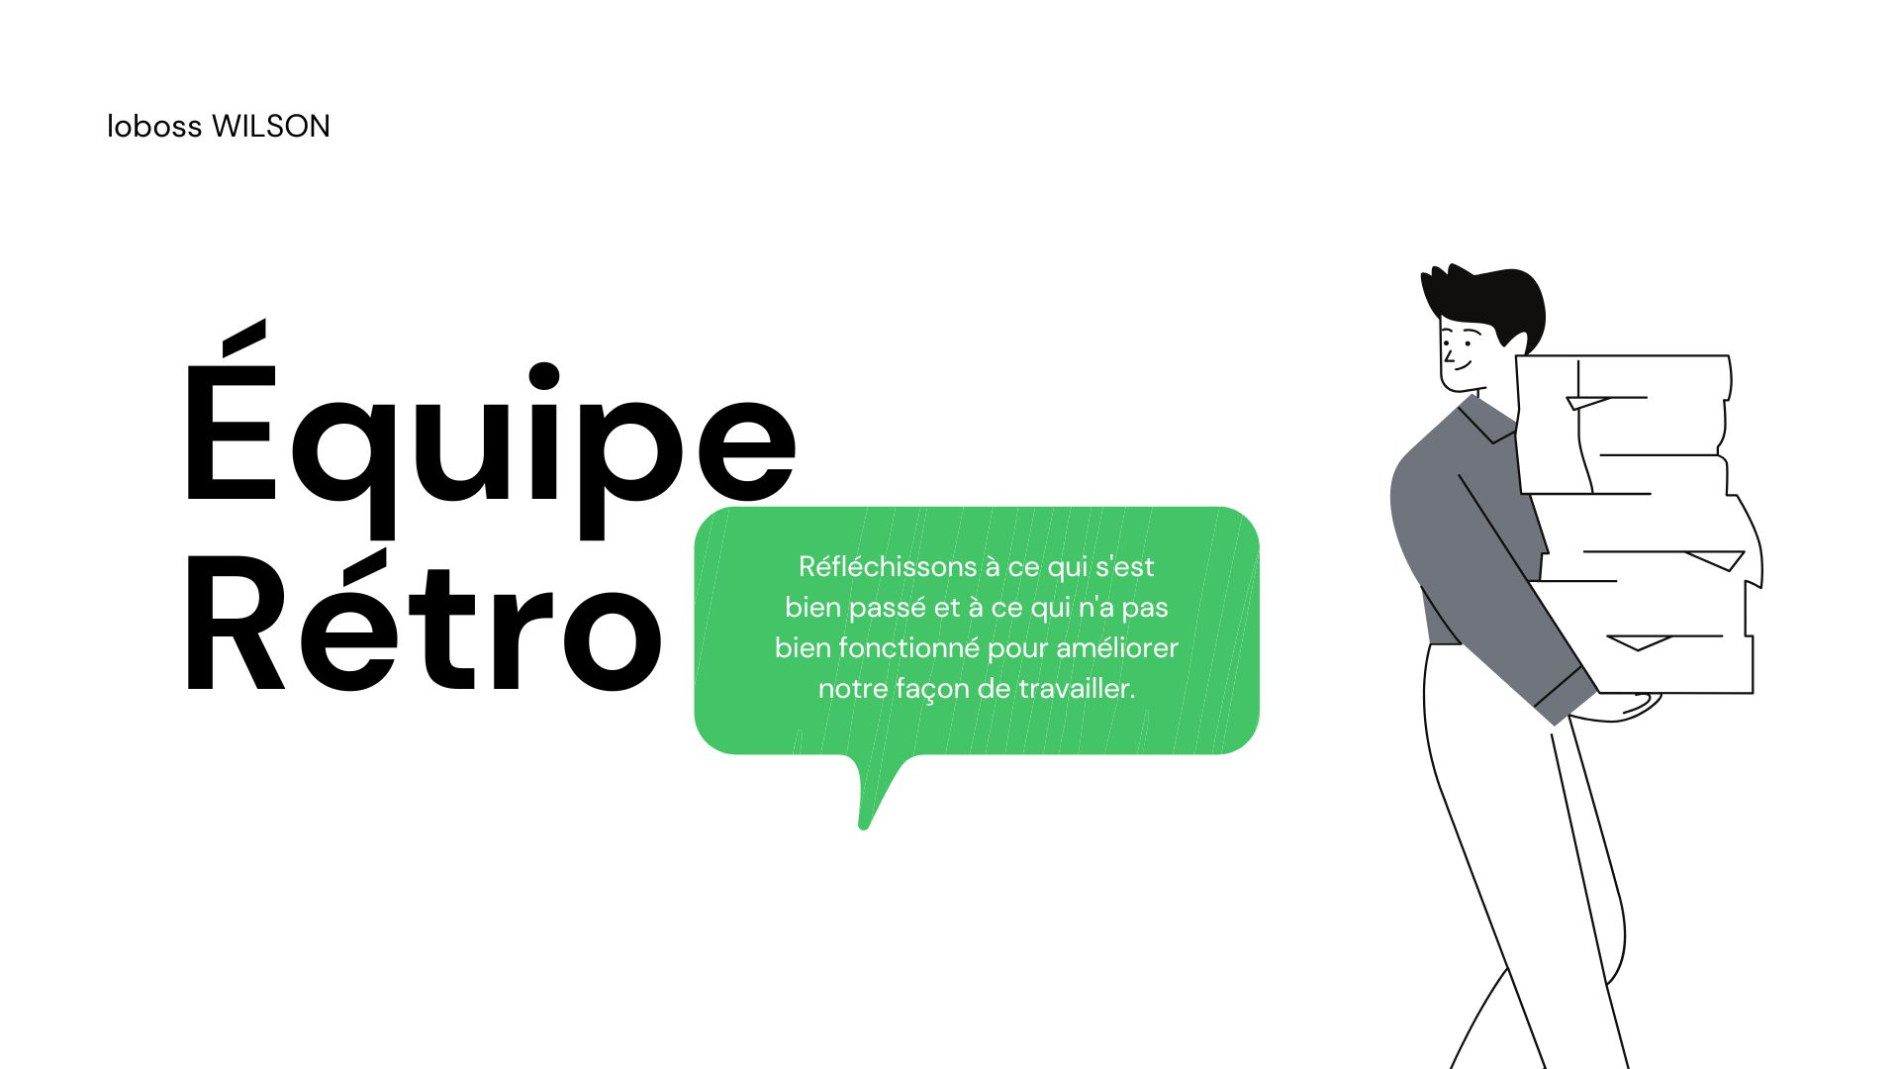 loboss WILSON
Équipe
Rétro
Réfléchissons à ce qui s'est
bien passé et à ce qui n'a pas
bien fonctionné pour améliorer
notre façon de travailler.